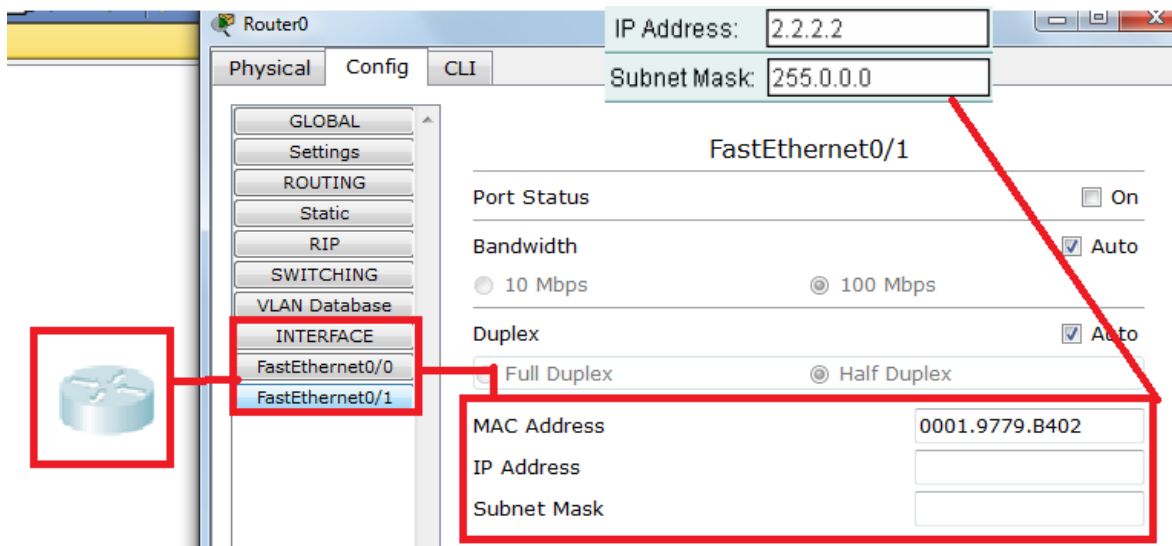 Router0
IP Address: 2.2.2.2
Subnet Mask: 255.0.0.0
Physical Config CLI
GLOBAL
Settings
ROUTING
Static
RIP
SWITCHING
VLAN Database
INTERFACE
FastEthernet0/0
FastEthernet0/1
FastEthernet0/1
Port Status On
Bandwidth Auto
10 Mbps 100 Mbps
Duplex Auto
Full Duplex Half Duplex
MAC Address 0001.9779.B402
IP Address
Subnet Mask